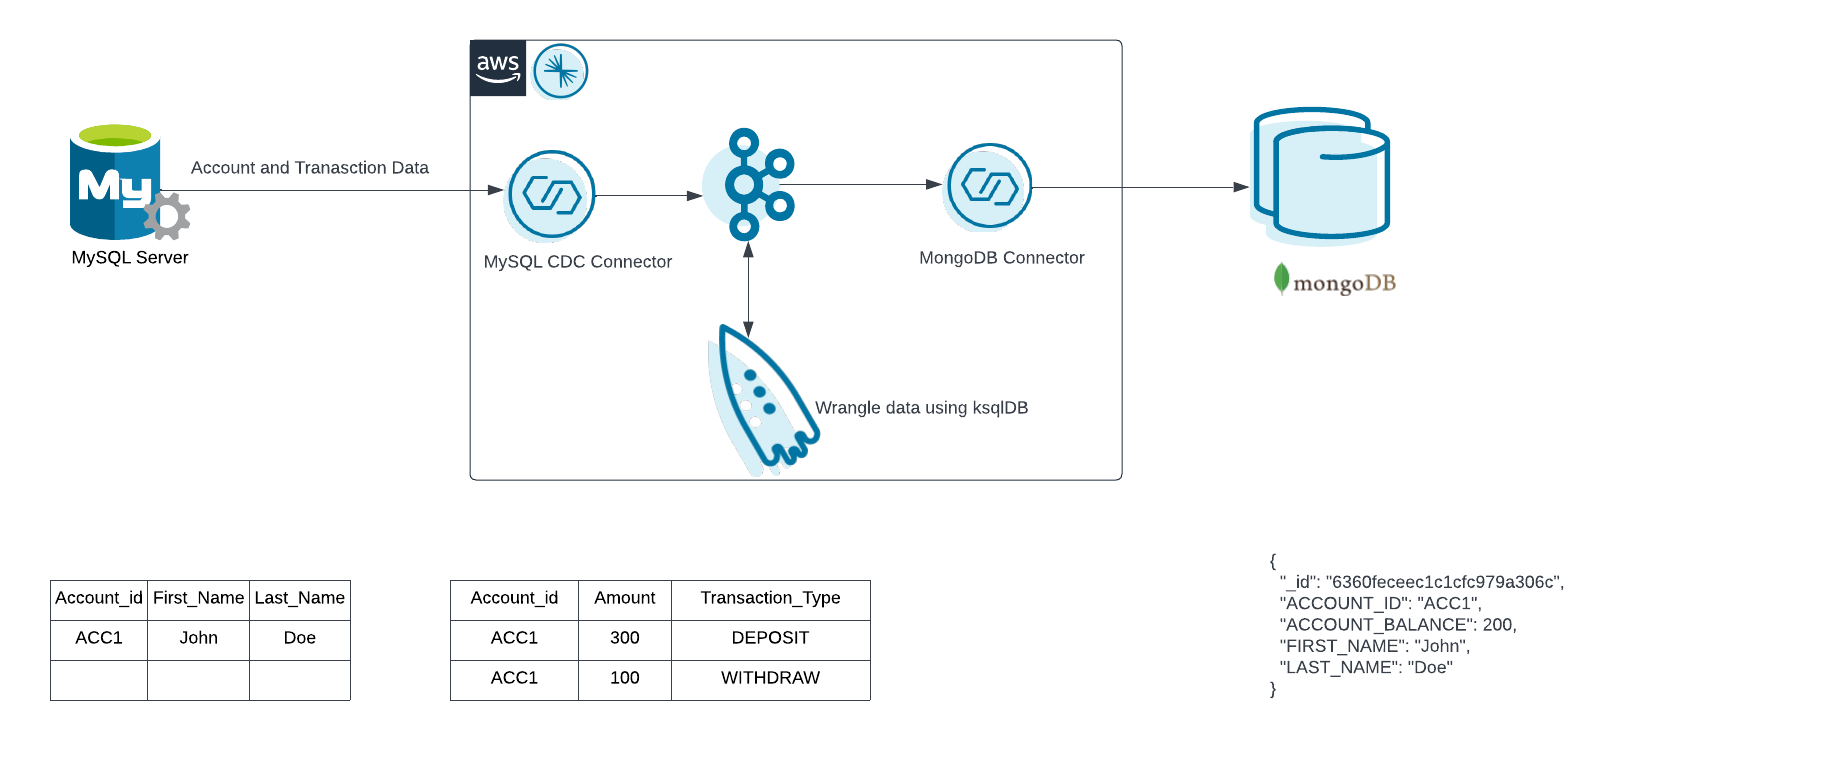 aws
Account and Tranasction Data
My
MySQL Server
MySQL CDC Connector
MongoDB Connector
mongoDB
Wrangle data using ksqlDB
Account_id First_Name Last_Name
ACC1 John Doe
Account_id Amount Transaction_Type
ACC1 300 DEPOSIT
ACC1 100 WITHDRAW
{
"_id": "6360feceec1c1cfc979a306c",
"ACCOUNT_ID": "ACC1",
"ACCOUNT_BALANCE": 200,
"FIRST_NAME": "John",
"LAST_NAME": "Doe"
}